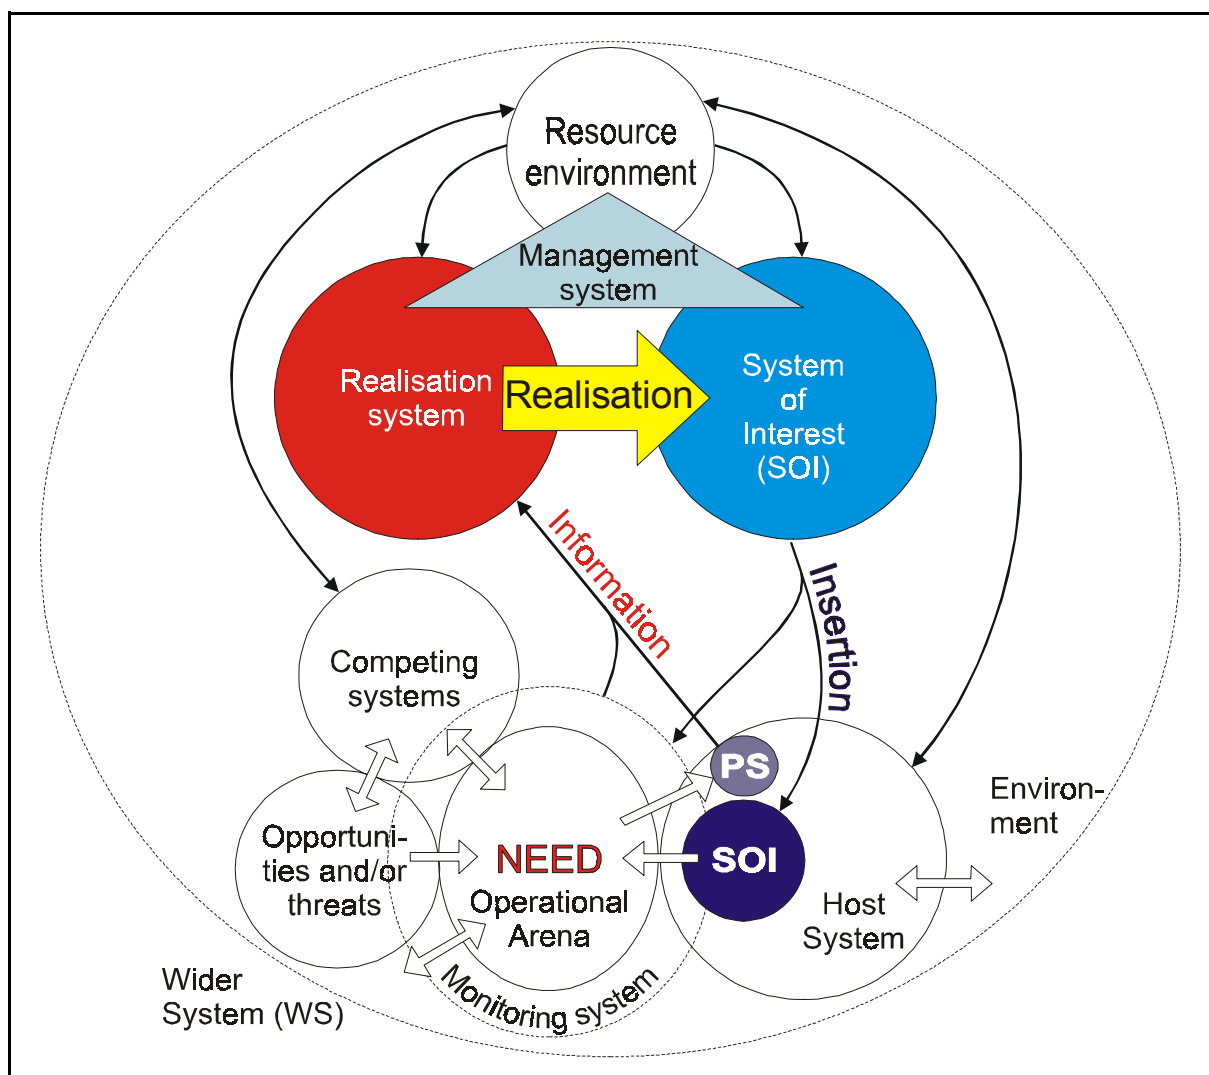 Resource
environment
Management
system
Realisation
system
Realisation
System
of
Interest
(SOI)
Information
Insertion
Competing
systems
PS
Environ-
ment
Opportuni-
ties and/or
threats
NEED
Operational
Arena
SOI
Host
System
Monitoring system
Wider
System (WS)